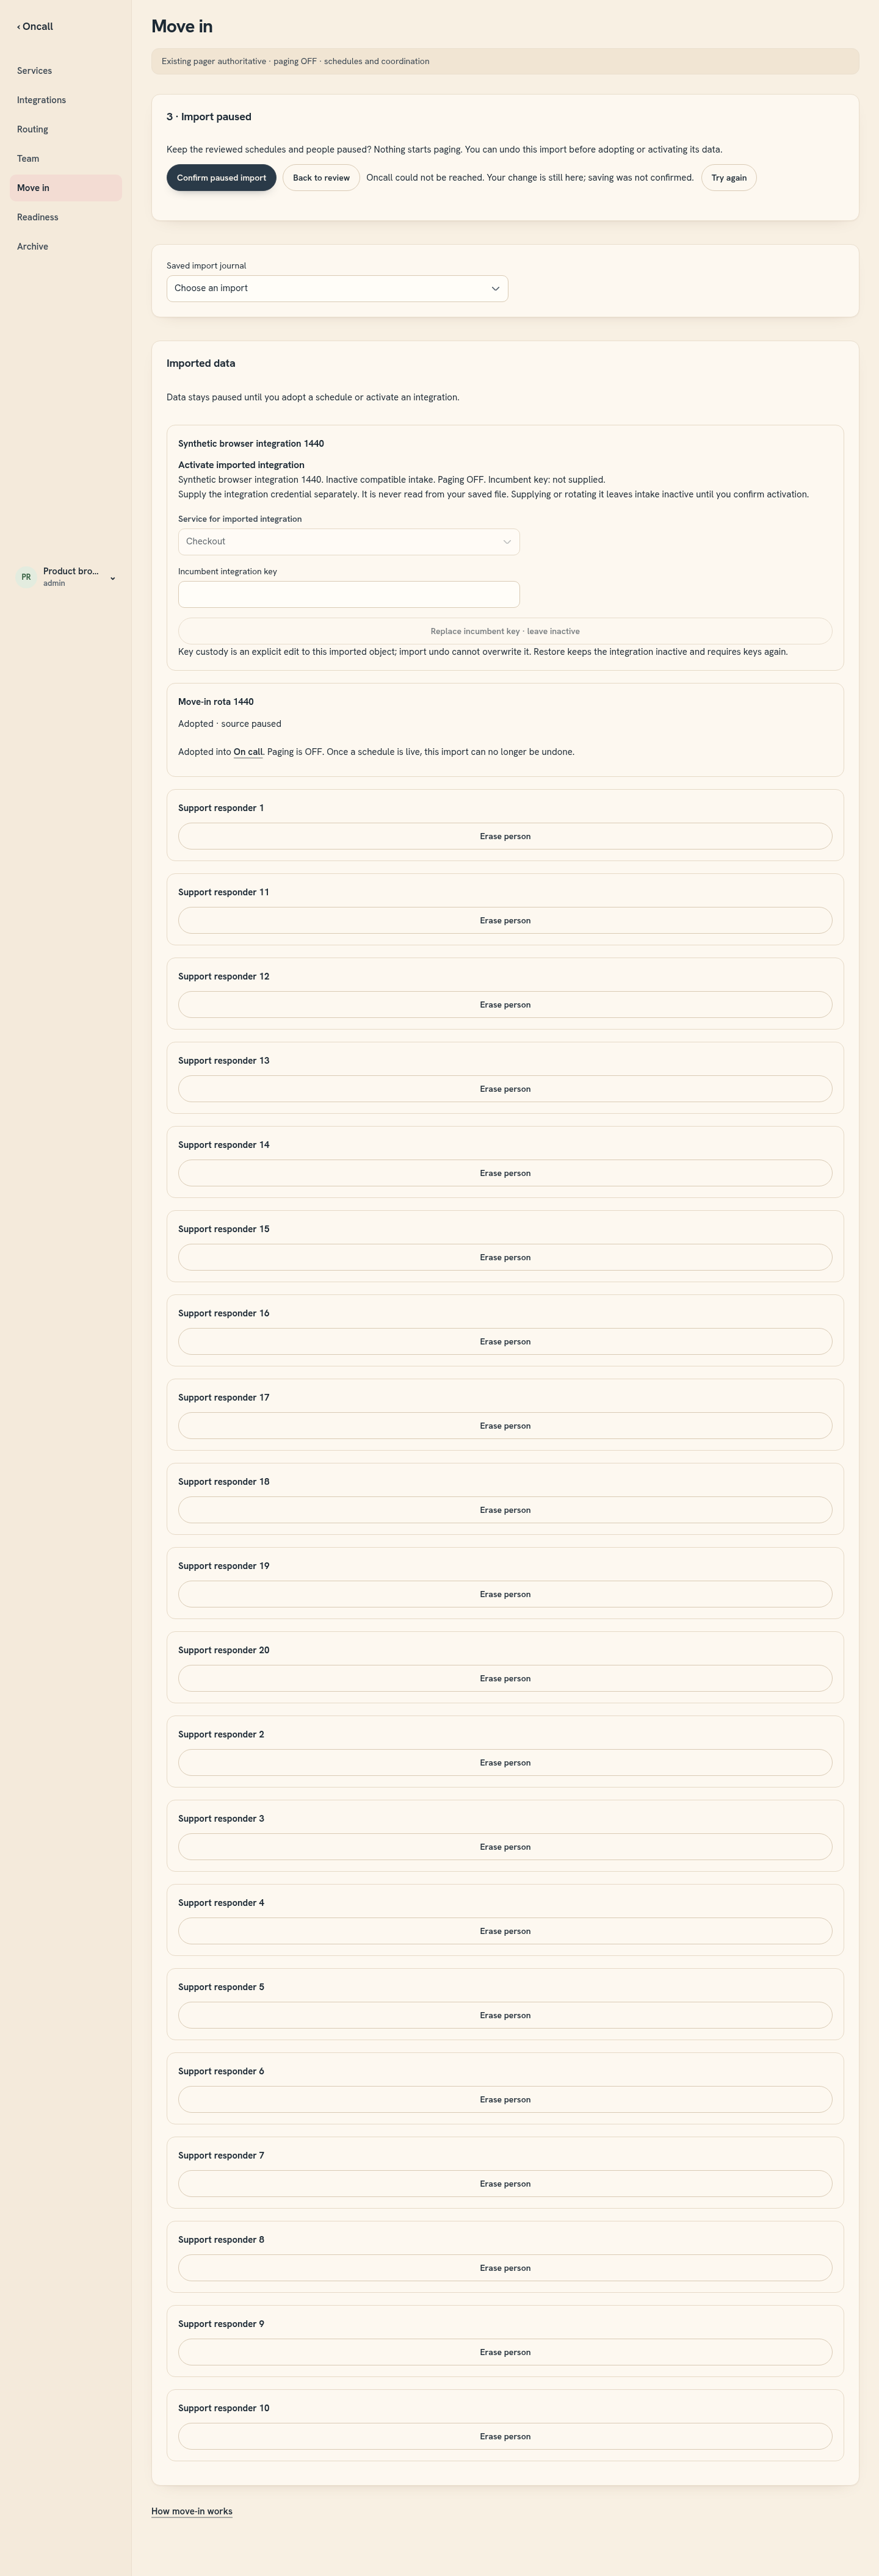 ‹ Oncall
Services
Integrations
Routing
Team
Move in
Readiness
Archive
PR
Product bro...
admin
Move in
Existing pager authoritative · paging OFF · schedules and coordination
3 · Import paused
Keep the reviewed schedules and people paused? Nothing starts paging. You can undo this import before adopting or activating its data.
Confirm paused import
Back to review
Oncall could not be reached. Your change is still here; saving was not confirmed.
Try again
Saved import journal
Choose an import
Imported data
Data stays paused until you adopt a schedule or activate an integration.
Synthetic browser integration 1440
Activate imported integration
Synthetic browser integration 1440. Inactive compatible intake. Paging OFF. Incumbent key: not supplied.
Supply the integration credential separately. It is never read from your saved file. Supplying or rotating it leaves intake inactive until you confirm activation.
Service for imported integration
Checkout
Incumbent integration key
Replace incumbent key · leave inactive
Key custody is an explicit edit to this imported object; import undo cannot overwrite it. Restore keeps the integration inactive and requires keys again.
Move-in rota 1440
Adopted · source paused
Adopted into On call. Paging is OFF. Once a schedule is live, this import can no longer be undone.
Support responder 1
Erase person
Support responder 11
Erase person
Support responder 12
Erase person
Support responder 13
Erase person
Support responder 14
Erase person
Support responder 15
Erase person
Support responder 16
Erase person
Support responder 17
Erase person
Support responder 18
Erase person
Support responder 19
Erase person
Support responder 20
Erase person
Support responder 2
Erase person
Support responder 3
Erase person
Support responder 4
Erase person
Support responder 5
Erase person
Support responder 6
Erase person
Support responder 7
Erase person
Support responder 8
Erase person
Support responder 9
Erase person
Support responder 10
Erase person
How move-in works